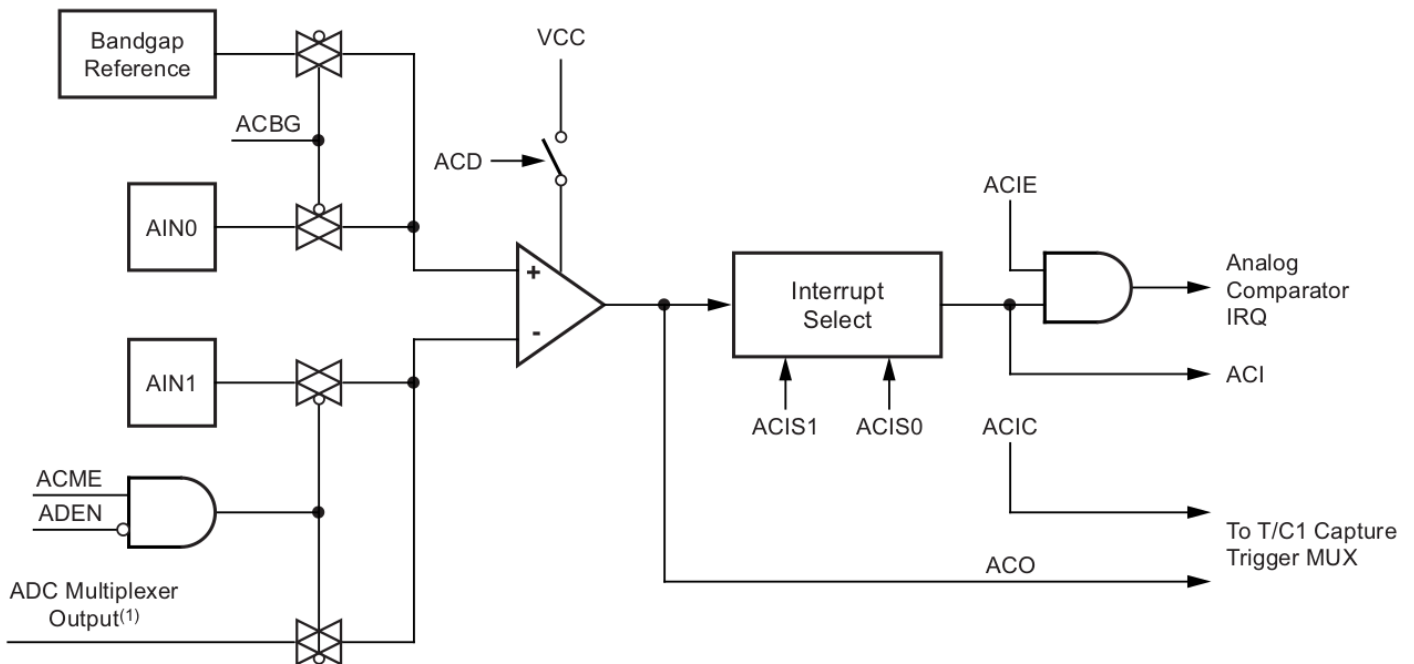 Bandgap
Reference
VCC
ACBG
ACD
AIN0
ACIE
+
-
Interrupt
Select
Analog
Comparator
IRQ
AIN1
ACI
ACIS1
ACIS0
ACIC
ACME
ADEN
To T/C1 Capture
Trigger MUX
ACO
ADC Multiplexer
Output(1)